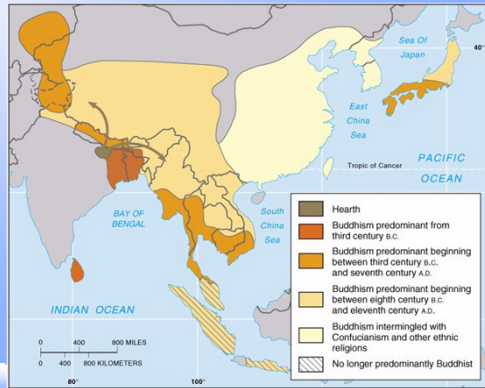 Sea Of
Japan
40°
East
China
Sea
Tropic of Cancer
PACIFIC
OCEAN
BAY OF
BENGAL
South
China
Sea
INDIAN OCEAN
0 400 800 MILES
0 400 800 KILOMETERS
80°
100°
Hearth
Buddhism predominant from
third century B.C.
Buddhism predominant beginning
between third century B.C.
and seventh century A.D.
Buddhism predominant beginning
between eighth century B.C.
and eleventh century A.D.
Buddhism intermingled with
Confucianism and other ethnic
religions
No longer predominantly Buddhist